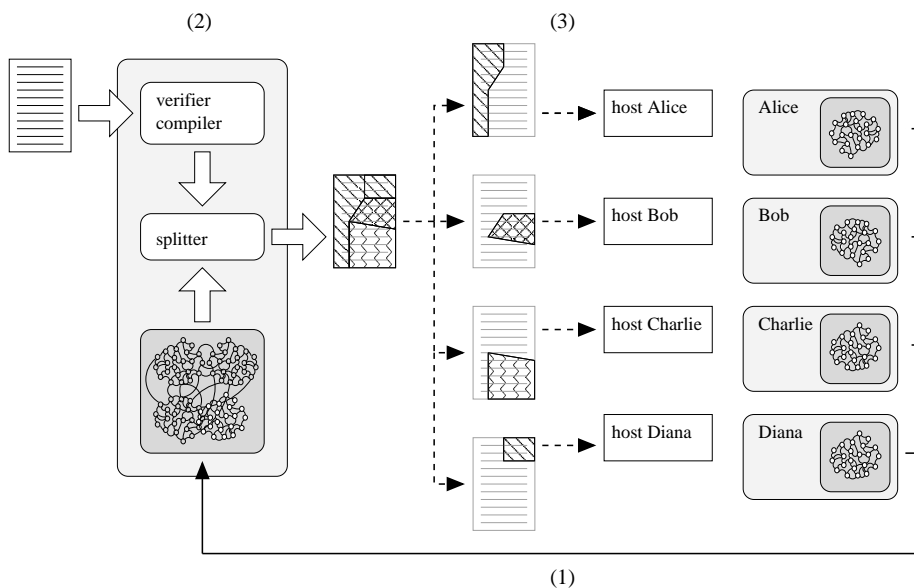 (2)
(3)
verifier
compiler
splitter
host Alice
Alice
host Bob
Bob
host Charlie
Charlie
host Diana
Diana
(1)